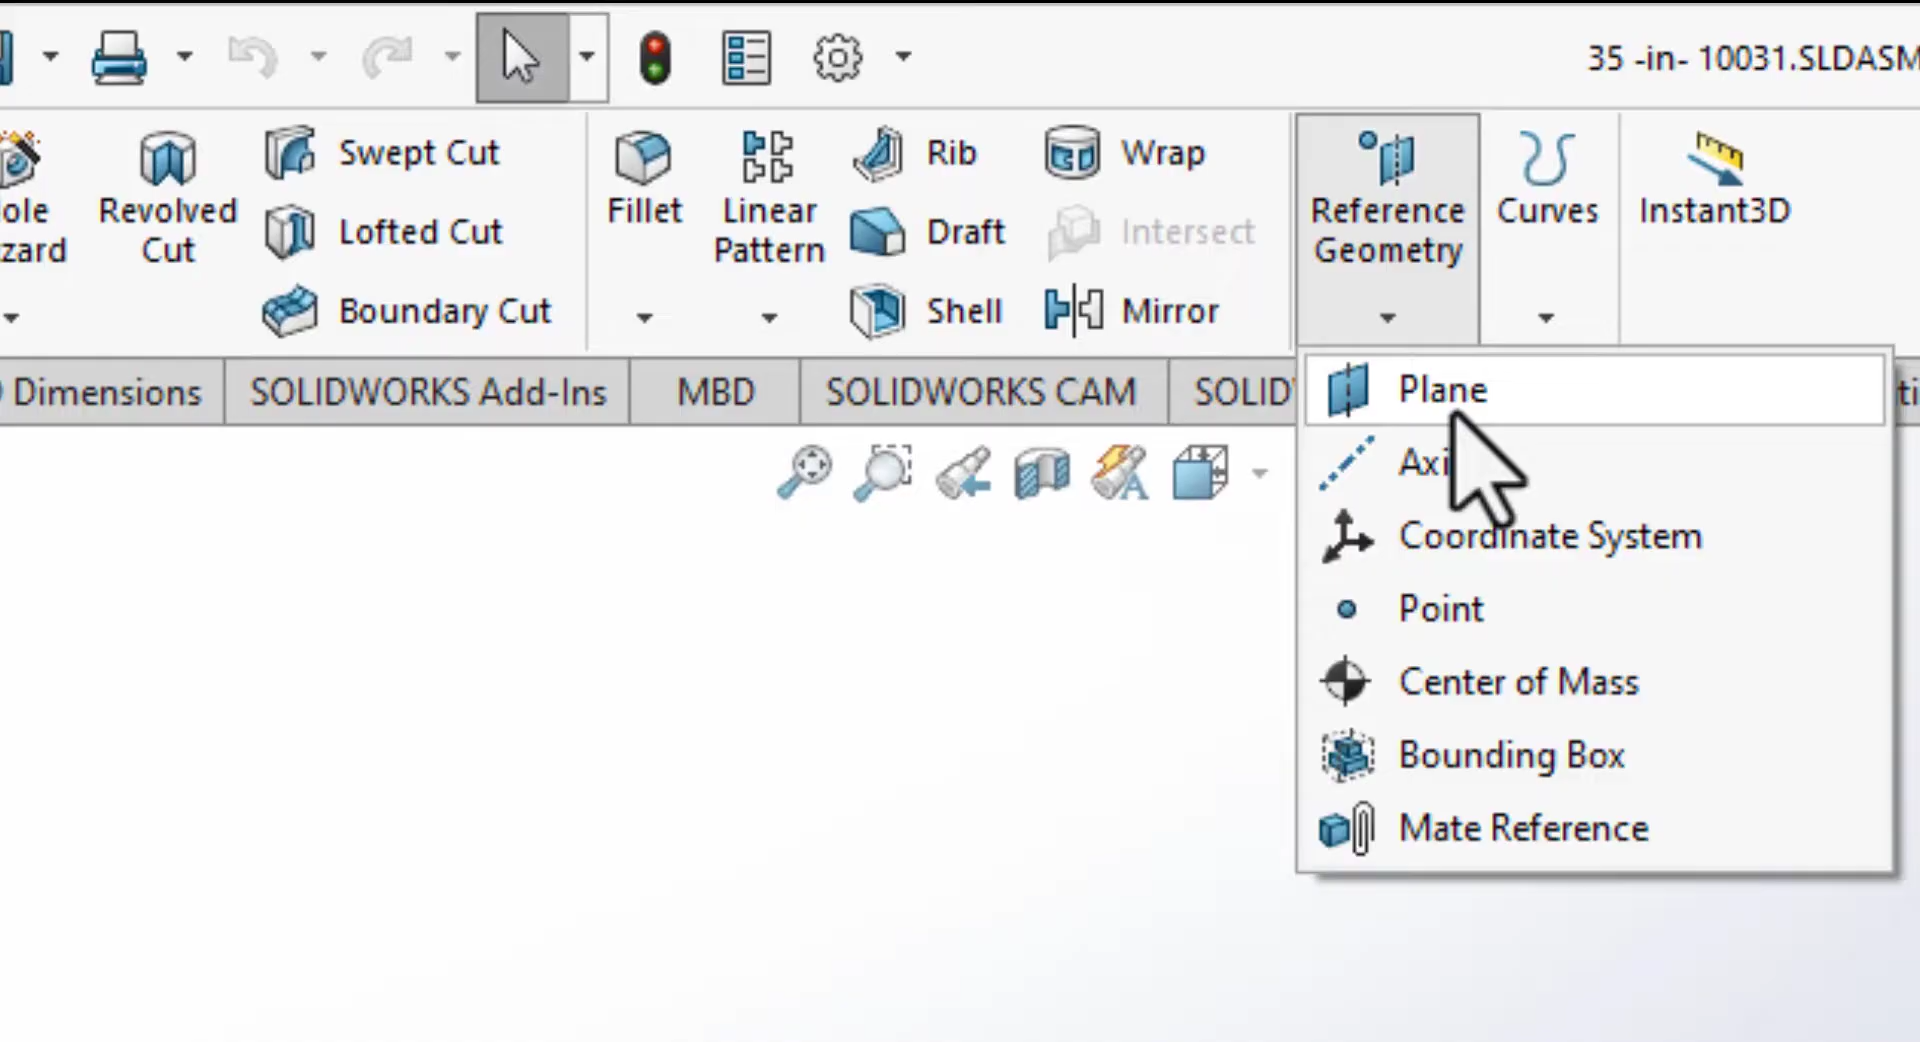 35 -in- 10031.SLDASM
ole
zard
Revolved
Cut
Swept Cut
Lofted Cut
Boundary Cut
Fillet
Linear
Pattern
Rib
Draft
Shell
Wrap
Intersect
Mirror
Reference
Geometry
Curves
Instant3D
Dimensions
SOLIDWORKS Add-Ins
MBD
SOLIDWORKS CAM
SOLID
ti
Plane
Axi
Coordinate System
Point
Center of Mass
Bounding Box
Mate Reference